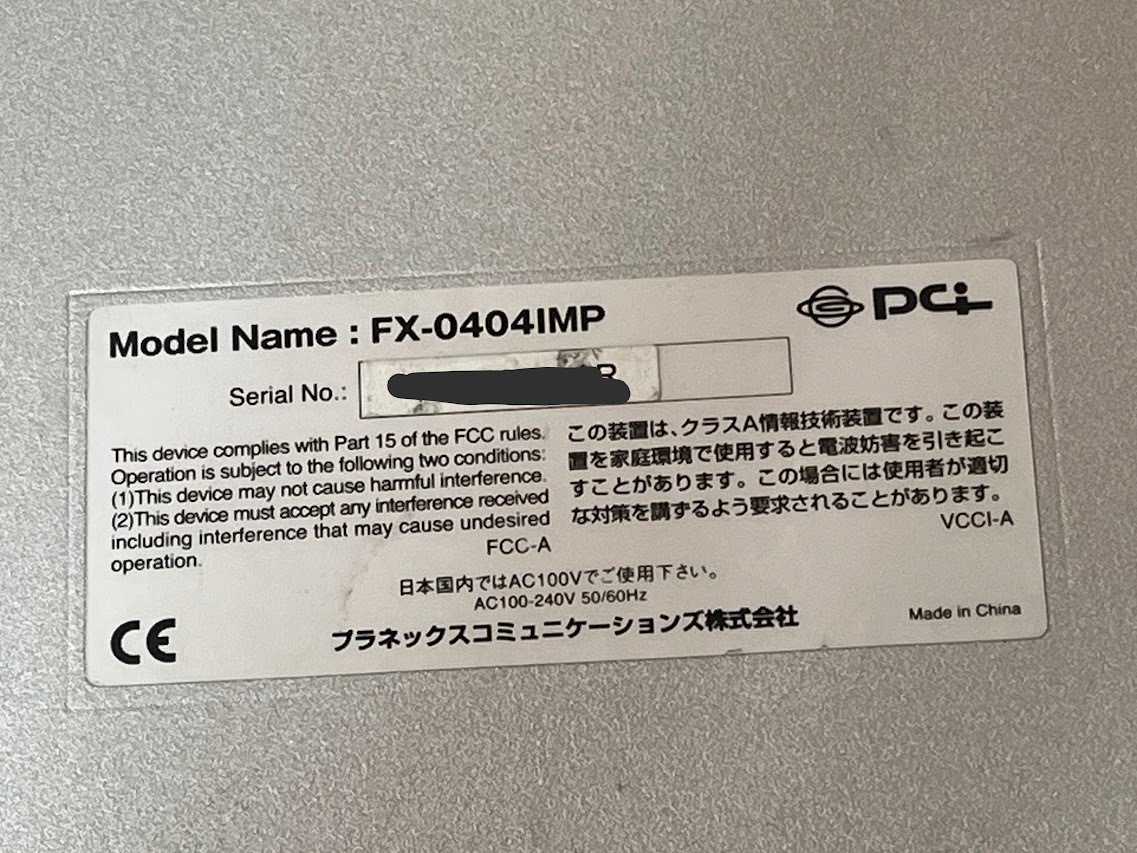 Model Name : FX-0404IMP
PCi
Serial No.:
This device complies with Part 15 of the FCC rules.
Operation is subject to the following two conditions:
(1)This device may not cause harmful interference.
(2)This device must accept any interference received
including interference that may cause undesired
operation.
FCC-A
この装置は、クラスA情報技術装置です。この装
置を家庭環境で使用すると電波妨害を引き起こ
すことがあります。この場合には使用者が適切
な対策を講ずるよう要求されることがあります。
VCCI-A
日本国内ではAC100Vでご使用下さい。
AC100-240V 50/60Hz
CE
プラネックスコミュニケーションズ株式会社
Made in China